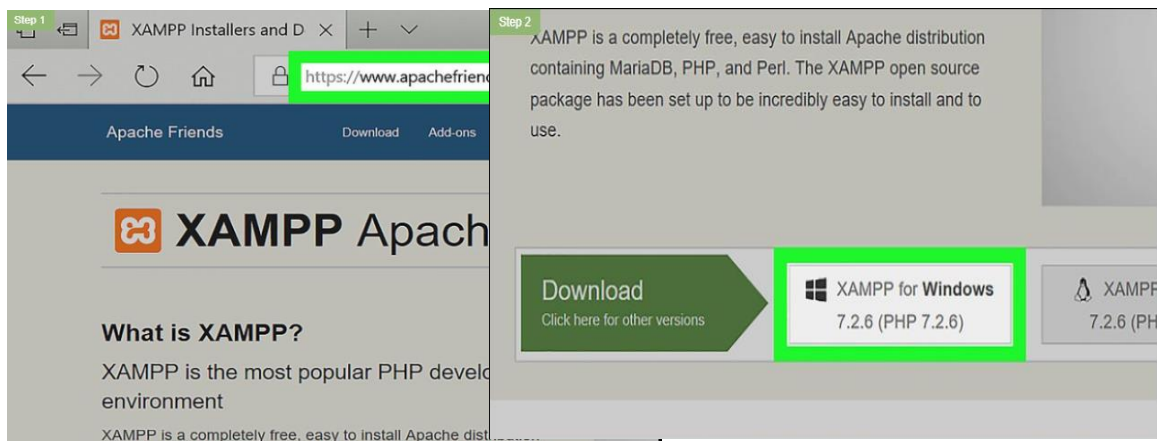 Step 1
XAMPP Installers and D
https://www.apachefriend
Apache Friends
Download
Add-ons
XAMPP Apach
What is XAMPP?
XAMPP is the most popular PHP develo
environment
XAMPP is a completely free, easy to install Apache dist
Step 2
XAMPP is a completely free, easy to install Apache distribution
containing MariaDB, PHP, and Perl. The XAMPP open source
package has been set up to be incredibly easy to install and to
use.
Download
Click here for other versions
XAMPP for Windows
7.2.6 (PHP 7.2.6)
XAMPP
7.2.6 (PH